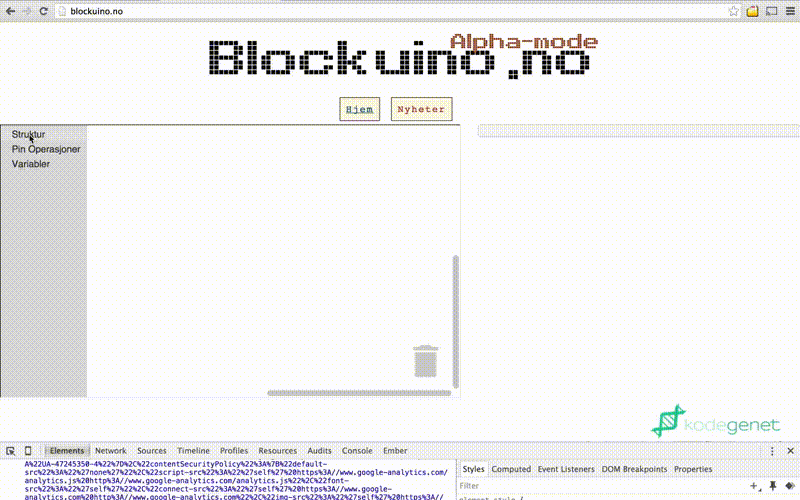 blockuino.no
Alpha-mode
Blockuino.no
Hjem
Nyheter
Struktur
Pin Operasjoner
Variabler
kodegenet
Elements Network Sources Timeline Profiles Resources Audits Console Ember
A%22UA-47245350-4%22%7D%2C%22contentSecurityPolicy%22%3A%7B%22default-
src%22%3A%22%27none%27%22%2C%22script-src%22%3A%22%27self%27%20https%3A//www.google-analytics.com/
analytics.js%20http%3A//www.google-analytics.com/analytics.js%22%2C%22font-
src%22%3A%22%27self%27%22%2C%22connect-src%22%3A%22%27self%27%20https%3A//www.google-
analytics.com%20http%3A//www.google-analytics.com%22%2C%22img-src%22%3A%22%27self%27%20https%3A//
Styles Computed Event Listeners DOM Breakpoints Properties
Filter
element.style {